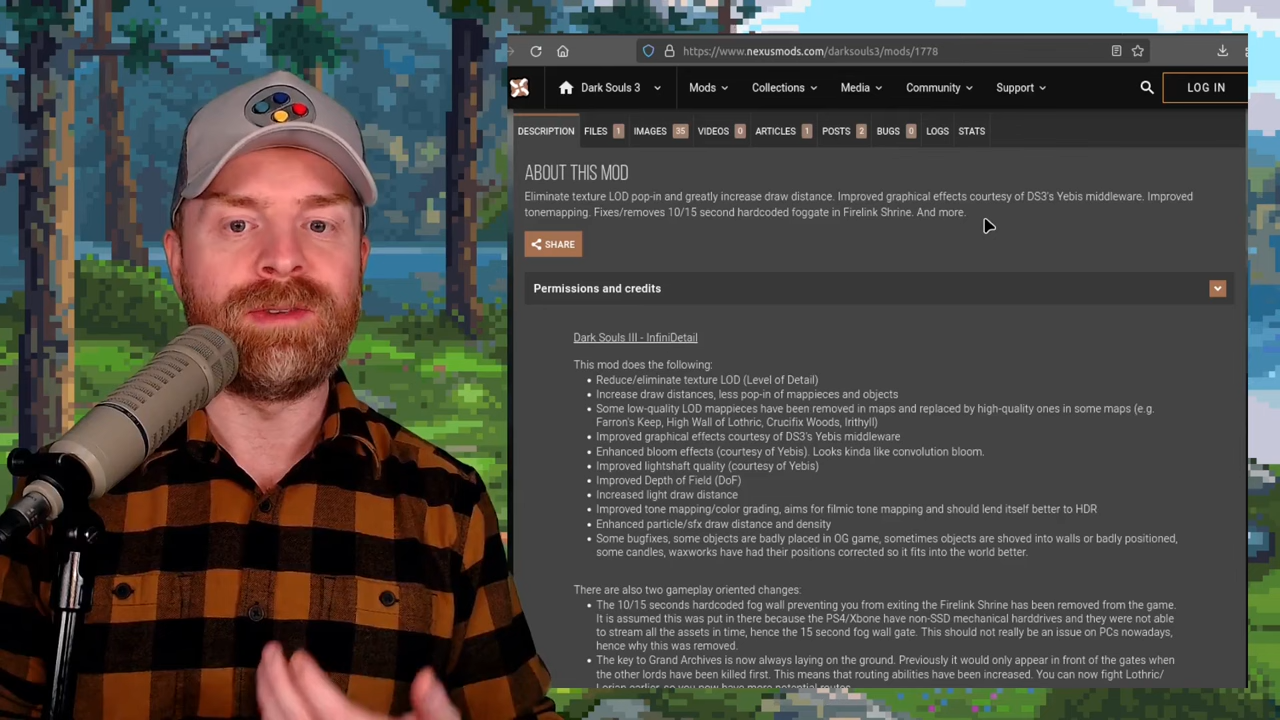 https://www.nexusmods.com/darksouls3/mods/1778
Dark Souls 3 Mods Collections Media Community Support LOG IN
DESCRIPTION FILES 1 IMAGES 35 VIDEOS 0 ARTICLES 1 POSTS 2 BUGS 0 LOGS STATS
ABOUT THIS MOD
Eliminate texture LOD pop-in and greatly increase draw distance. Improved graphical effects courtesy of DS3's Yebis middleware. Improved
tonemapping. Fixes/removes 10/15 second hardcoded foggate in Firelink Shrine. And more.
SHARE
Permissions and credits
Dark Souls III - InfiniDetail
This mod does the following:
Reduce/eliminate texture LOD (Level of Detail)
Increase draw distances, less pop-in of mappieces and objects
Some low-quality LOD mappieces have been removed in maps and replaced by high-quality ones in some maps (e.g.
Farron's Keep, High Wall of Lothric, Crucifix Woods, Irithyll)
Improved graphical effects courtesy of DS3's Yebis middleware
Enhanced bloom effects (courtesy of Yebis). Looks kinda like convolution bloom.
Improved lightshaft quality (courtesy of Yebis)
Improved Depth of Field (DoF)
Increased light draw distance
Improved tone mapping/color grading, aims for filmic tone mapping and should lend itself better to HDR
Enhanced particle/sfx draw distance and density
Some bugfixes, some objects are badly placed in OG game, sometimes objects are shoved into walls or badly positioned,
some candles, waxworks have had their positions corrected so it fits into the world better.
There are also two gameplay oriented changes:
The 10/15 seconds hardcoded fog wall preventing you from exiting the Firelink Shrine has been removed from the game.
It is assumed this was put in there because the PS4/Xbone have non-SSD mechanical harddrives and they were not able
to stream all the assets in time, hence the 15 second fog wall gate. This should not really be an issue on PCs nowadays,
hence why this was removed.
The key to Grand Archives is now always laying on the ground. Previously it would only appear in front of the gates when
the other lords have been killed first. This means that routing abilities have been increased. You can now fight Lothric/
Lorian earlier, so you now have more potential routes.